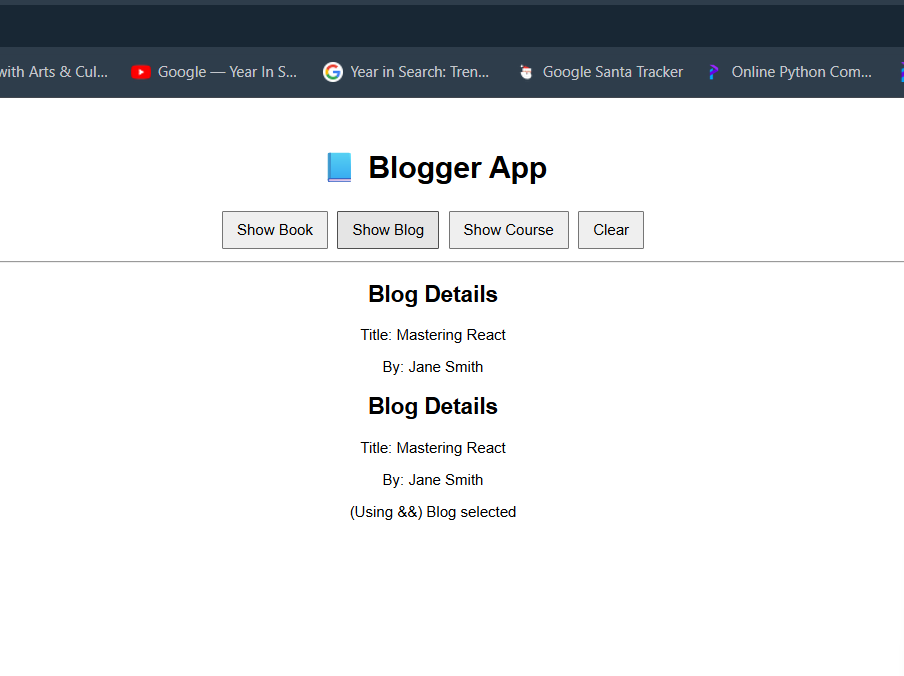 with Arts & Cul... Google — Year In S... Year in Search: Tren... Google Santa Tracker Online Python Com...
Blogger App
Show Book Show Blog Show Course Clear
Blog Details
Title: Mastering React
By: Jane Smith
Blog Details
Title: Mastering React
By: Jane Smith
(Using &&) Blog selected